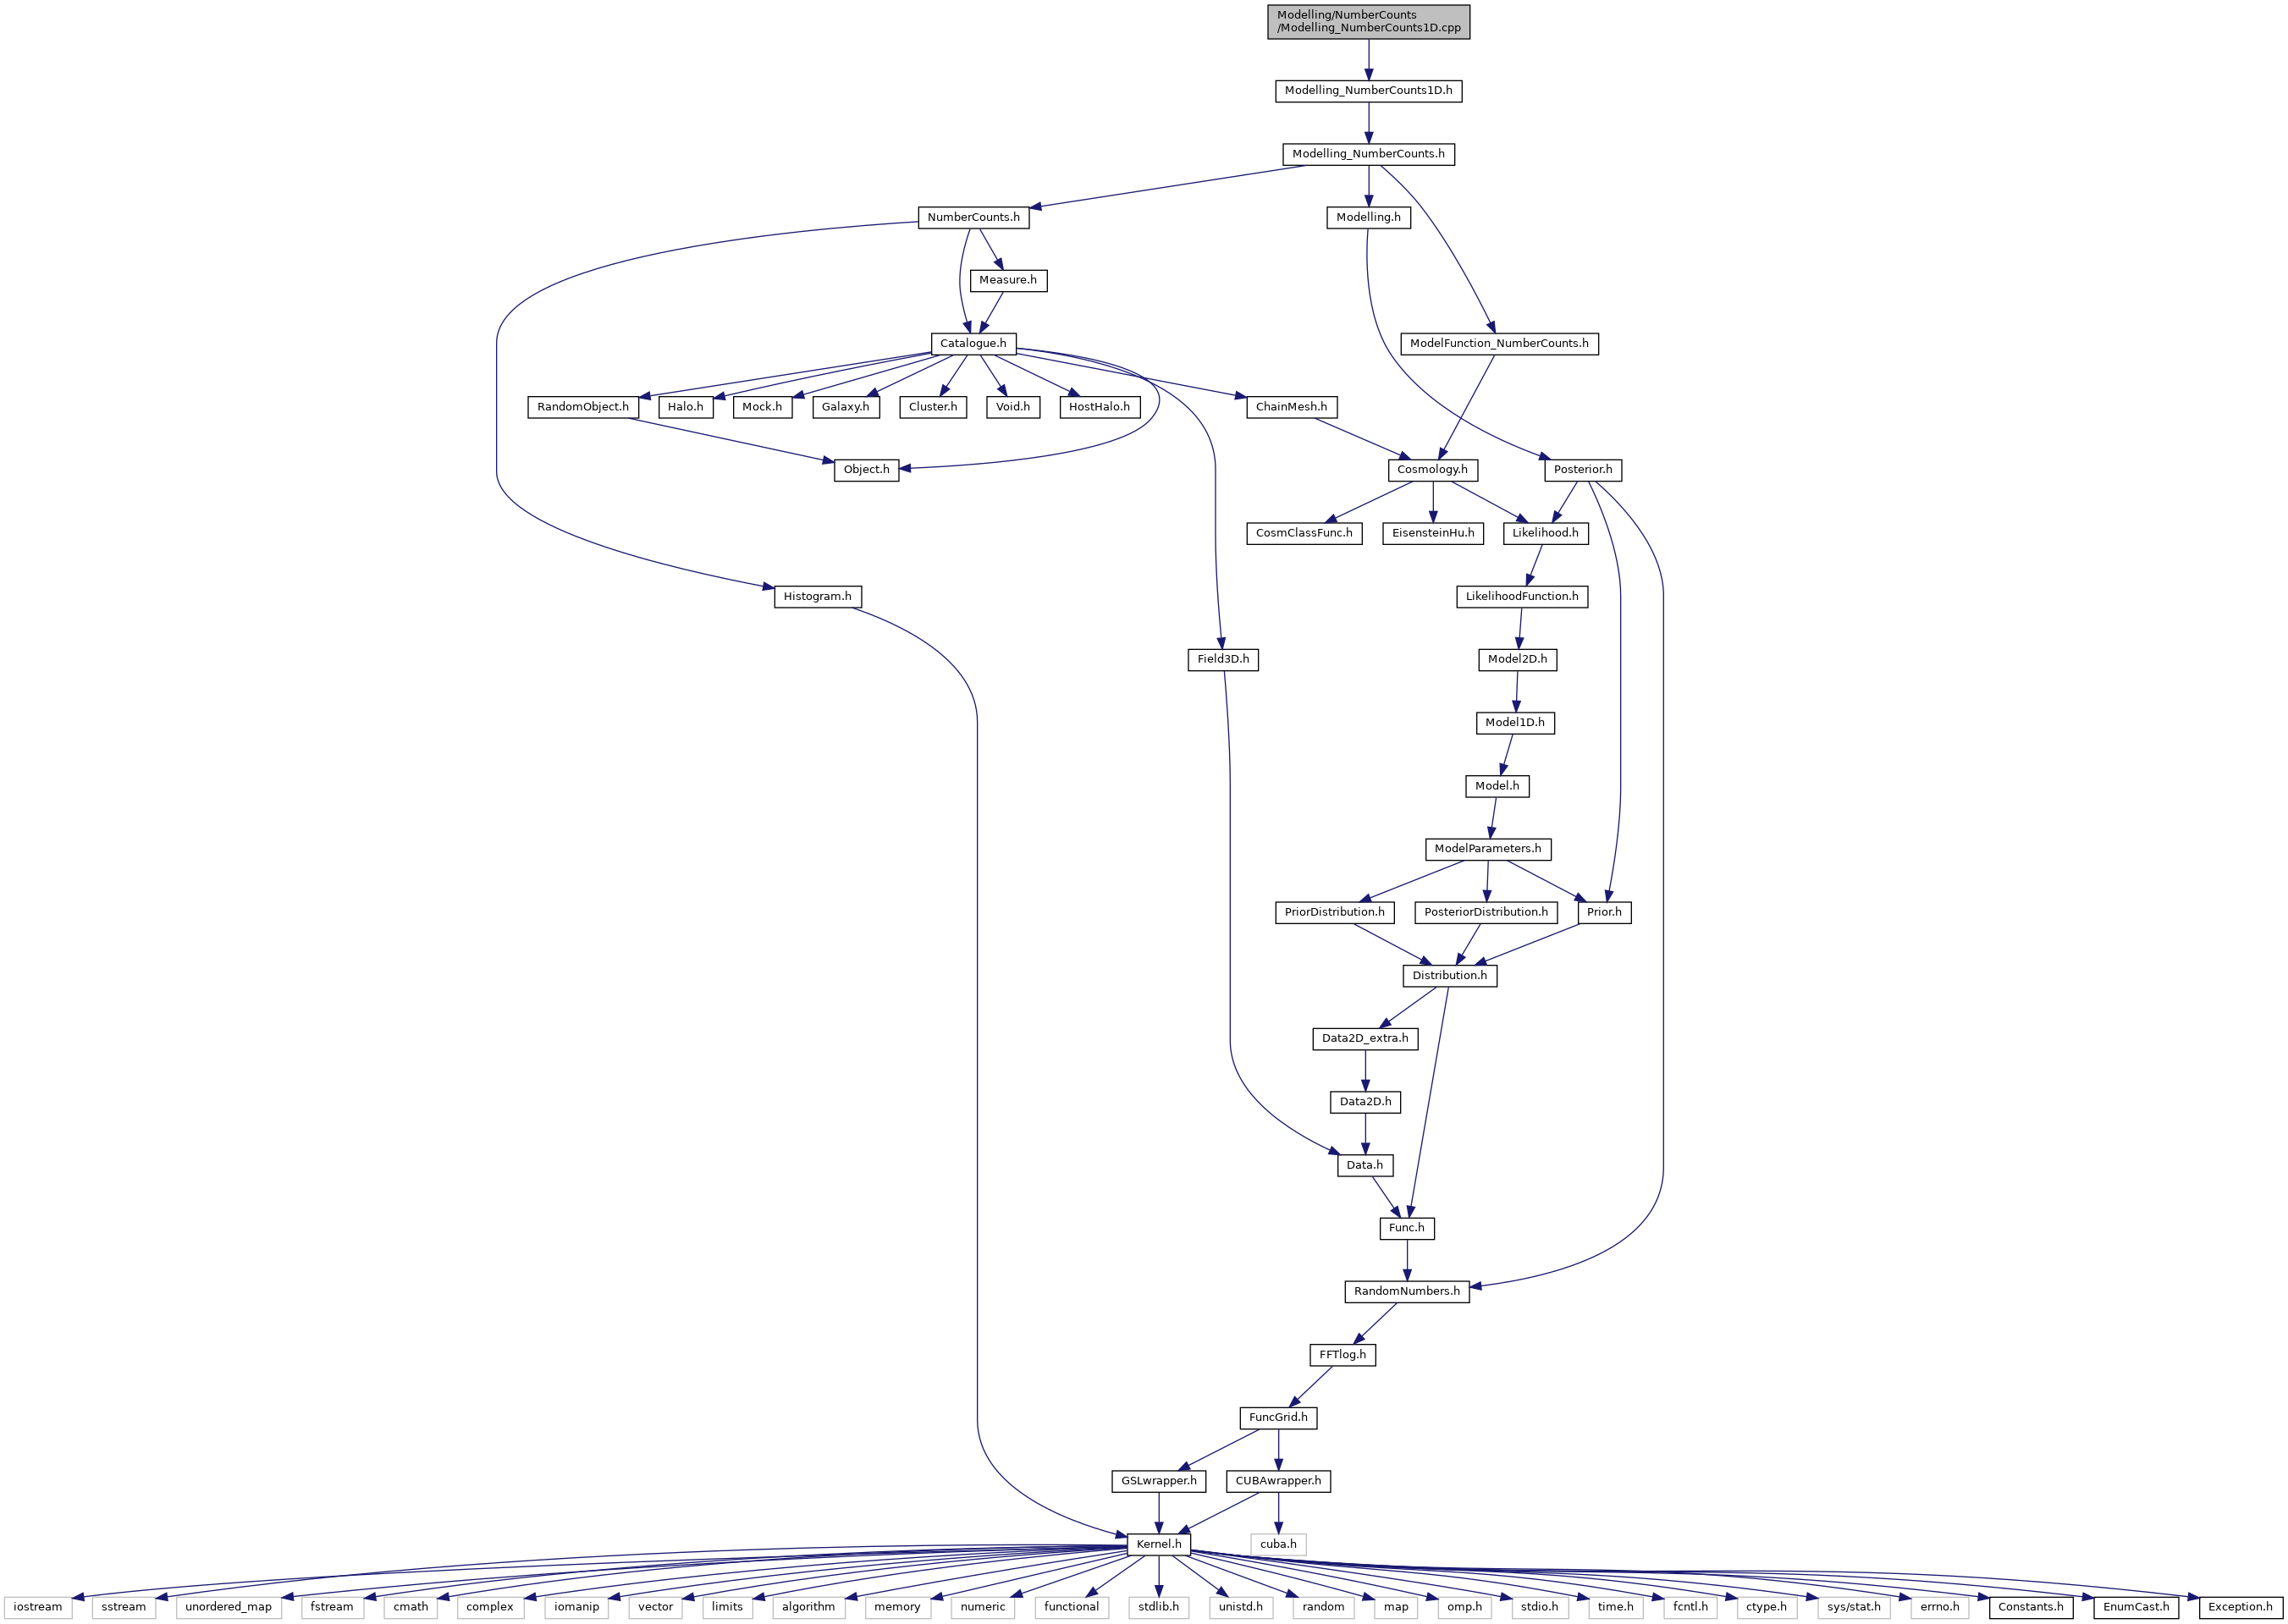 Modelling/NumberCounts
/Modelling_NumberCounts1D.cpp
Modelling_NumberCounts1D.h
Modelling_NumberCounts.h
NumberCounts.h
Modelling.h
Measure.h
Catalogue.h
ModelFunction_NumberCounts.h
RandomObject.h
Halo.h
Mock.h
Galaxy.h
Cluster.h
Void.h
HostHalo.h
ChainMesh.h
Object.h
Cosmology.h
Posterior.h
CosmClassFunc.h
EisensteinHu.h
Likelihood.h
Histogram.h
LikelihoodFunction.h
Field3D.h
Model2D.h
Model1D.h
Model.h
ModelParameters.h
PriorDistribution.h
PosteriorDistribution.h
Prior.h
Distribution.h
Data2D_extra.h
Data2D.h
Data.h
Func.h
RandomNumbers.h
FFTlog.h
FuncGrid.h
GSLwrapper.h
CUBAwrapper.h
Kernel.h
cuba.h
iostream
sstream
unordered_map
fstream
cmath
complex
iomanip
vector
limits
algorithm
memory
numeric
functional
stdlib.h
unistd.h
random
map
omp.h
stdio.h
time.h
fcntl.h
ctype.h
sys/stat.h
errno.h
Constants.h
EnumCast.h
Exception.h